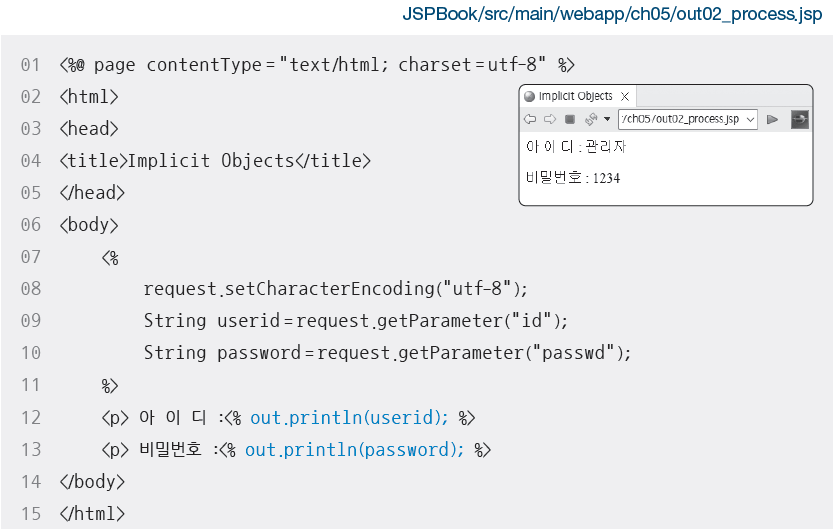 JSPBook/src/main/webapp/ch05/out02_process.jsp
01 <%@ page contentType="text/html; charset=utf-8" %>
02 <html>
03 <head>
04 <title>Implicit Objects</title>
05 </head>
06 <body>
07 <%
08 request.setCharacterEncoding("utf-8");
09 String userid=request.getParameter("id");
10 String password=request.getParameter("passwd");
11 %>
12 <p> 아 이 디 :<% out.println(userid); %>
13 <p> 비밀번호 :<% out.println(password); %>
14 </body>
15 </html>
Implicit Objects
/ch05/out02_process.jsp
아 이 디 : 관리자
비밀번호 : 1234